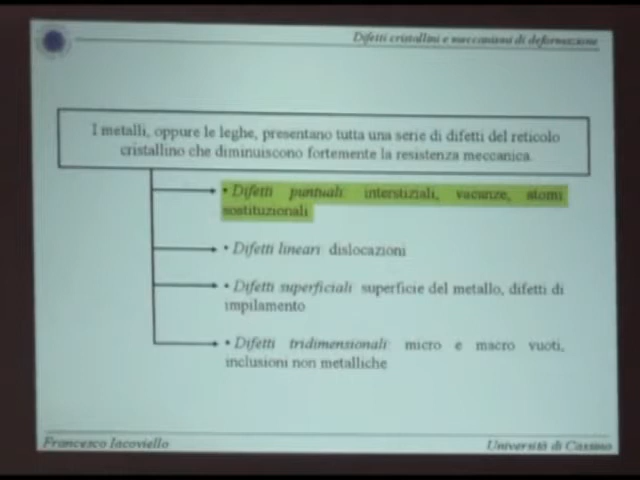 Difetti cristallini e meccanismi di deformazione
I metalli, oppure le leghe, presentano tutta una serie di difetti del reticolo
cristallino che diminuiscono fortemente la resistenza meccanica.
• Difetti puntuali: interstiziali, vacanze, atomi
sostituzionali
• Difetti lineari: dislocazioni
• Difetti superficiali: superficie del metallo, difetti di
impilamento
• Difetti tridimensionali: micro e macro vuoti,
inclusioni non metalliche
Francesco Iacoviello
Università di Cassino